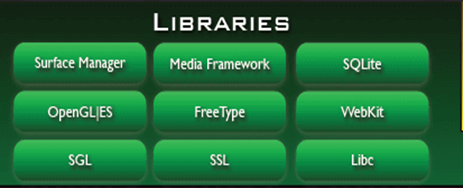 LIBRARIES
Surface Manager Media Framework SQLite
OpenGL|ES FreeType WebKit
SGL SSL Libc